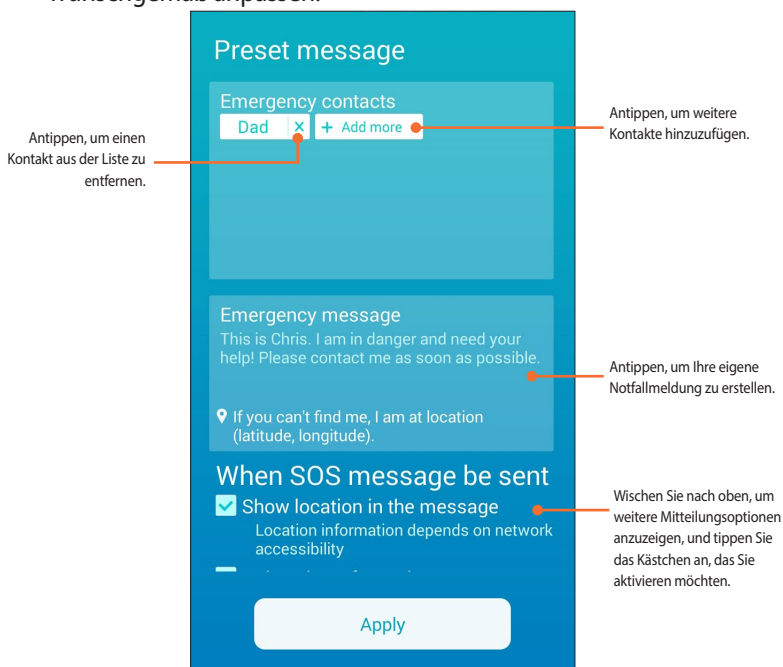 wunschgemäß anpassen.
Preset message
Emergency contacts
Dad × + Add more
Antippen, um einen
Kontakt aus der Liste zu
entfernen.
Antippen, um weitere
Kontakte hinzuzufügen.
Emergency message
This is Chris. I am in danger and need your
help! Please contact me as soon as possible.
If you can't find me, I am at location
(latitude, longitude).
Antippen, um Ihre eigene
Notfallmeldung zu erstellen.
When SOS message be sent
Show location in the message
Location information depends on network
accessibility
Wischen Sie nach oben, um
weitere Mitteilungsoptionen
anzuzeigen, und tippen Sie
das Kästchen an, das Sie
aktivieren möchten.
Apply